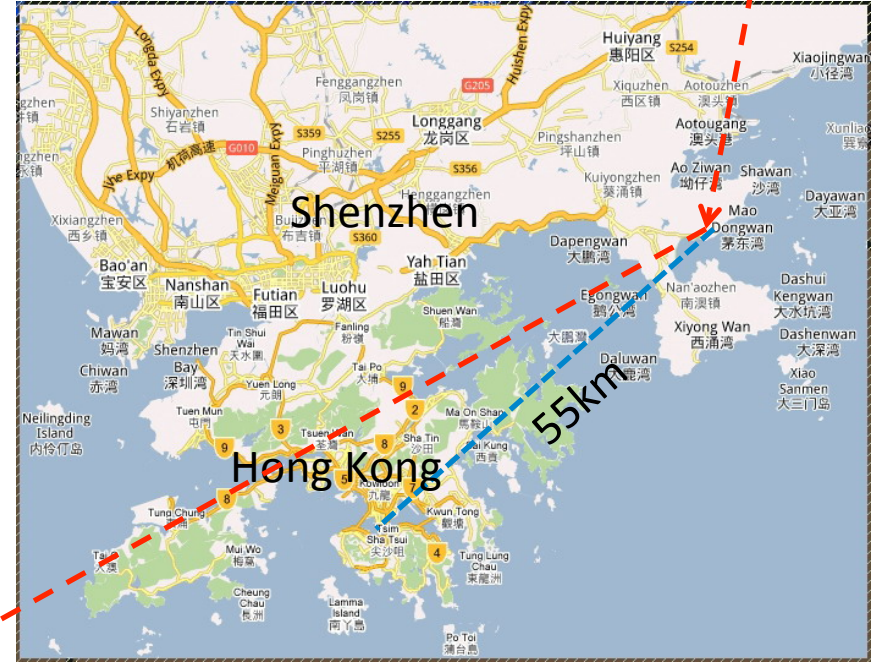 Huiyang
惠阳区
S254
Xiaojingwan
小径湾
Longda Expy
Huishen Expy
Fenggangzhen
凤岗镇
G205
Xiquzhen
西区镇
Aotouzhen
澳头镇
Shiyanzhen
石岩镇
Longgang
龙岗区
Aotougang
澳头港
S359
S255
Pingshanzhen
坪山镇
G010
机荷高速
Jihe Expy
Meiguan Expy
Pinghuzhen
平湖镇
S356
Ao Ziwan
坳仔湾
Shawan
沙湾
Kuiyongzhen
葵涌镇
Henggangzhen
Dayawan
大亚湾
Shenzhen
Mao
Dongwan
茅东湾
Xixiangzhen
西乡镇
布吉镇
S360
Dapengwan
大鹏湾
Bao'an
宝安区
Yah Tian
盐田区
Nanshan
南山区
Futian
福田区
Luohu
罗湖区
Egongwan
鹅公湾
Nan'aozhen
南澳镇
Dashui
Kengwan
大水坑湾
Shuen Wan
船灣
Mawan
妈湾
Tin Shui
Wai
天水圍
Fanling
粉嶺
Xiyong Wan
西涌湾
Dashenwan
大深湾
大鵬灣
Shenzhen
Bay
深圳湾
Chiwan
赤湾
Tai Po
大埔
Daluwan
大鹿湾
Xiao
Sanmen
大三门岛
Yuen Long
元朗
9
55km
Tuen Mun
屯門
2
Ma On Shan
馬鞍山
Neilingding
Island
内伶仃岛
3
Tsuen Wan
荃灣
Sha Tin
沙田
9
8
Sai Kung
西貢
Hong Kong
5
Kowloon
九龍
7
8
Tung Chung
Kwun Tong
觀塘
Tsim
Sha Tsui
尖沙咀
4
Mui Wo
梅窩
Tai O
大澳
Tung Lung
Chau
東龍洲
Cheung
Chau
長洲
Lamma
Island
南丫島
Po Toi
蒲台島